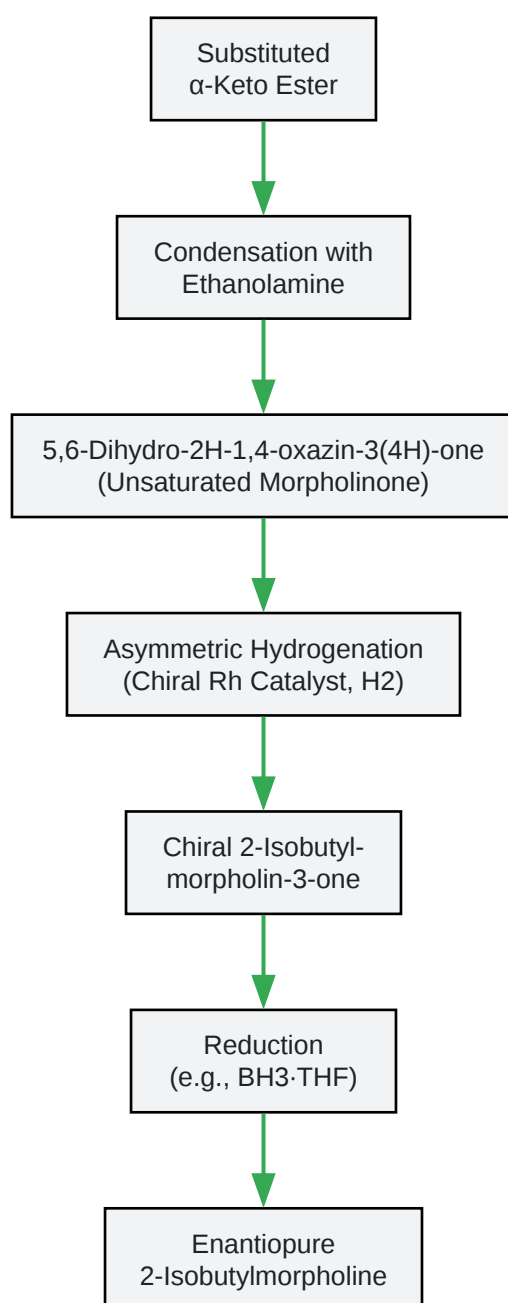 Substituted
α-Keto Ester
Condensation with
Ethanolamine
5,6-Dihydro-2H-1,4-oxazin-3(4H)-one
(Unsaturated Morpholinone)
Asymmetric Hydrogenation
(Chiral Rh Catalyst, H2)
Chiral 2-Isobutyl-
morpholin-3-one
Reduction
(e.g., BH3·THF)
Enantiopure
2-Isobutylmorpholine